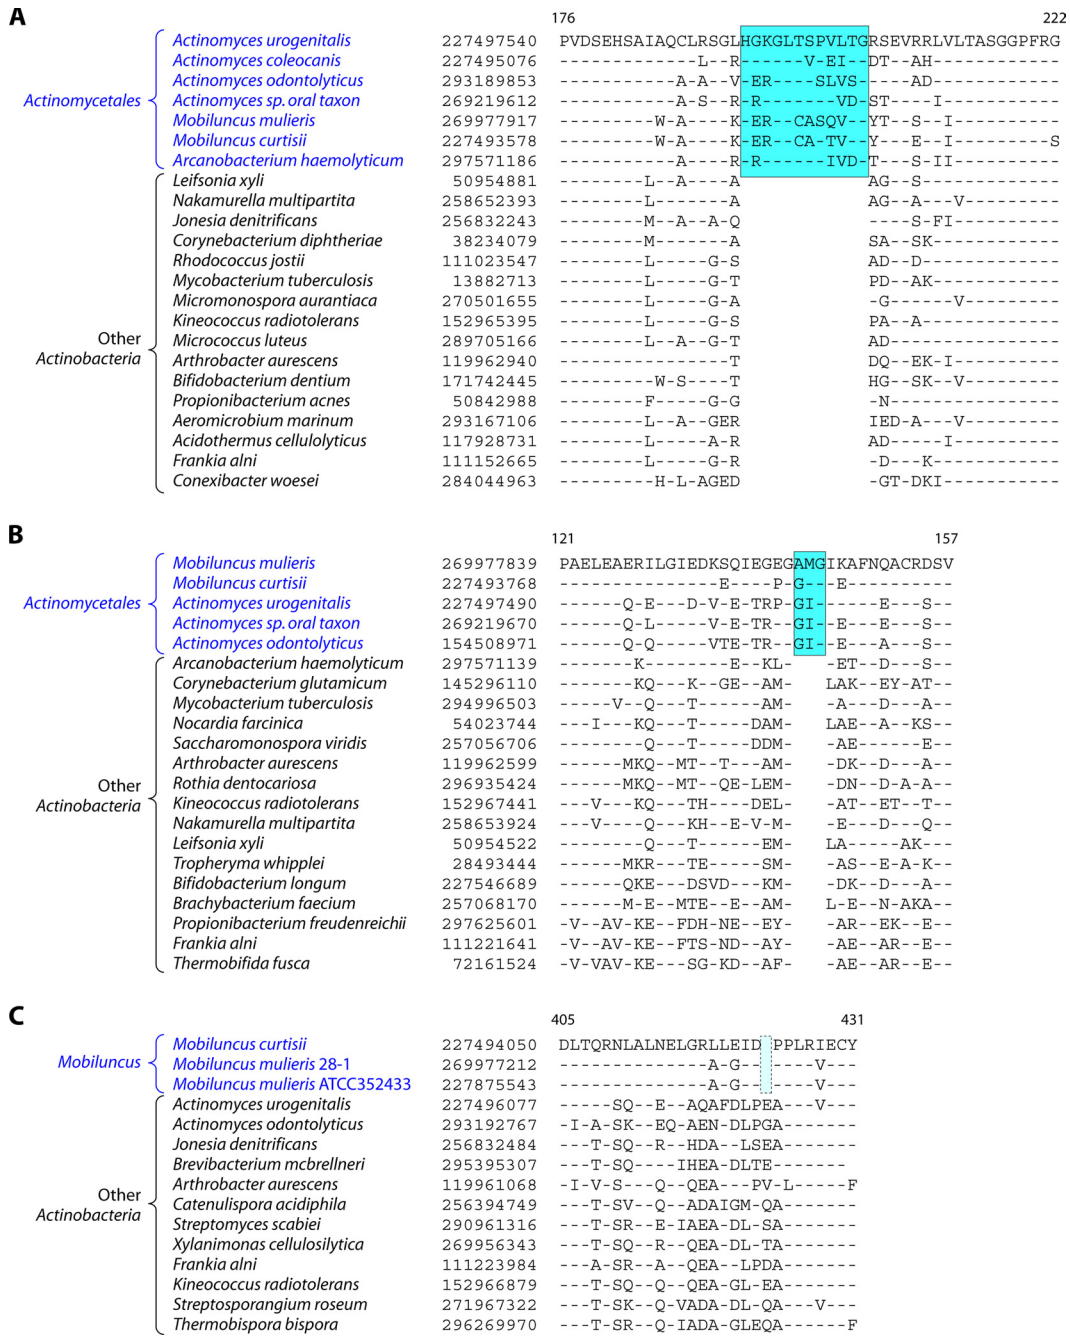 A
176 222
Actinomyces urogenitalis 227497540 PVDSEHSAIAQCLRSGLHGKGLTSPVLTGRSEVRRLVLTASGGPFRG
Actinomyces coleocanis 227495076 -------------L--R------V-EI--DT--AH------------
Actinomyces odontolyticus 293189853 -----------A-A--V-ER----SLVS-----AD------------
Actinomycetales Actinomyces sp. oral taxon 269219612 -----------A-S--R-R-------VD-ST----I-----------
Mobiluncus mulieris 269977917 ---------W-A----K-ER--CASQV--YT--S--I----------
Mobiluncus curtisii 227493578 ---------W-A----K-ER--CA-TV--Y---E--I---------S
Arcanobacterium haemolyticum 297571186 -----------A----R-R------IVD-T---S-II----------
Leifsonia xyli 50954881 --------L--A----A AG--S-------------
Nakamurella multipartita 258652393 --------L-------A AG--A---V---------
Jonesia denitrificans 256832243 --------M--A--A-Q ----S-FI----------
Corynebacterium diphtheriae 38234079 --------M-------A SA--SK------------
Rhodococcus jostii 111023547 --------L-----G-S AD--D-------------
Mycobacterium tuberculosis 13882713 --------L-----G-T PD--AK------------
Micromonospora aurantiaca 270501655 --------L-----G-A -G------V---------
Other Actinobacteria Kineococcus radiotolerans 152965395 --------L-----G-S PA--A-------------
Micrococcus luteus 289705166 --------L--A--G-T AD----------------
Arthrobacter aurescens 119962940 ----------------T DQ--EK-I----------
Bifidobacterium dentium 171742445 ---------W-S----T HG--SK--V---------
Propionibacterium acnes 50842988 --------F-----G-G -N----------------
Aeromicrobium marinum 293167106 --------L--A--GER IED-A---V---------
Acidothermus cellulolyticus 117928731 --------L-----A-R AD-----I----------
Frankia alni 111152665 --------L-----G-R -D---K------------
Conexibacter woesei 284044963 ---------H-L-AGED -GT-DKI-----------
B
121 157
Mobiluncus mulieris 269977839 PAELEAERILGIEDKSQIEGEGAMGIKAFNQACRDSV
Mobiluncus curtisii 227493768 ---------------E----P-G---E----------
Actinomycetales Actinomyces urogenitalis 227497490 ------Q-E---D-V-E-TRP-GI------E---S--
Actinomyces sp. oral taxon 269219670 ------Q-L-----V-E-TR--GI--E---E---S--
Actinomyces odontolyticus 154508971 ------Q-Q-----VTE-TR--GI--E---A---S--
Arcanobacterium haemolyticum 297571139 -------K--------E--KL- -ET--D---S--
Corynebacterium glutamicum 145296110 -------KQ---K--GE--AM- LAK--EY-AT--
Mycobacterium tuberculosis 294996503 -----V--Q---T------AM- -A---D---A--
Nocardia farcinica 54023744 ---I---KQ---T-----DAM- LAE--A--KS--
Saccharomonospora viridis 257056706 --------Q---T-----DDM- -AE------E--
Arthrobacter aurescens 119962599 ------MKQ--MT--T---AM- -DK--D---A--
Rothia dentocariosa 296935424 ------MKQ--MT--QE-LEM- -DN--D-A-A--
Other Actinobacteria Kineococcus radiotolerans 152967441 ---V---KQ---TH----DEL- -AT--ET--T--
Nakamurella multipartita 258653924 ---V----Q---KH--E-V-M- --E--D---Q--
Leifsonia xyli 50954522 --------Q---T------EM- LA-----AK---
Tropheryma whipplei 28493444 ------MKR---TE-----SM- -AS--E-A-K--
Bifidobacterium longum 227546689 ------QKE---DSVD---KM- -DK--D---A--
Brachybacterium faecium 257068170 ------M-E--MTE--E--AM- L-E--N-AKA--
Propionibacterium freudenreichii 297625601 -V--AV-KE--FDH-NE--EY- -AR--EK--E--
Frankia alni 111221641 -V--AV-KE--FTS-ND--AY- -AE--AR--E--
Thermobifida fusca 72161524 -V-VAV-KE---SG-KD--AF- -AE--AR--E--
C
405 431
Mobiluncus curtisii 227494050 DLTQRNLALNELGRLLEID PPLRIECY
Mobiluncus Mobiluncus mulieris 28-1 269977212 --------------A-G-- ----V---
Mobiluncus mulieris ATCC352433 227875543 --------------A-G-- ----V---
Actinomyces urogenitalis 227496077 -----SQ--E--AQAFDLPEA---V---
Actinomyces odontolyticus 293192767 -I-A-SK--EQ-AEN-DLPGA-------
Jonesia denitrificans 256832484 ---T-SQ--R--HDA--LSEA-------
Brevibacterium mcbrellneri 295395307 ---T-SQ----IHEA-DLTE-------
Other Actinobacteria Arthrobacter aurescens 119961068 -I-V-S---Q--QEA---PV-L-----F
Catenulispora acidiphila 256394749 ---T-SV--Q--ADAIGM-QA-------
Streptomyces scabiei 290961316 ---T-SR--E-IAEA-DL-SA-------
Xylanimonas cellulosilytica 269956343 ---T-SQ--R--QEA-DL-TA-------
Frankia alni 111223984 ---A-SR--A--QEA--LPDA-------
Kineococcus radiotolerans 152966879 ---T-SQ--Q--QEA-GL-EA-------
Streptosporangium roseum 271967322 ---T-SK--Q-VADA-DL-QA---V---
Thermobispora bispora 296269970 ---T-SR--Q-IADA-GLEQA------F